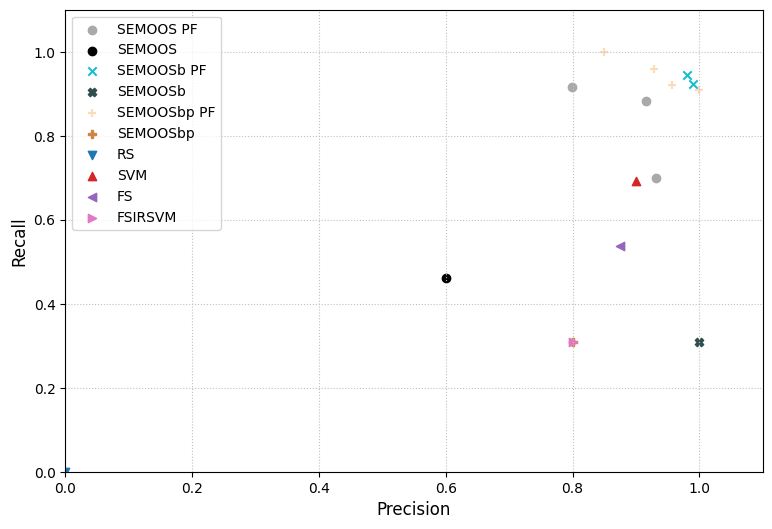 SEMOOS PF
SEMOOS
SEMOOSb PF
SEMOOSb
SEMOOSbp PF
SEMOOSbp
RS
SVM
FS
FSIRSVM
1.0
0.8
0.6
0.4
0.2
0.0
Recall
0.0 0.2 0.4 0.6 0.8 1.0
Precision